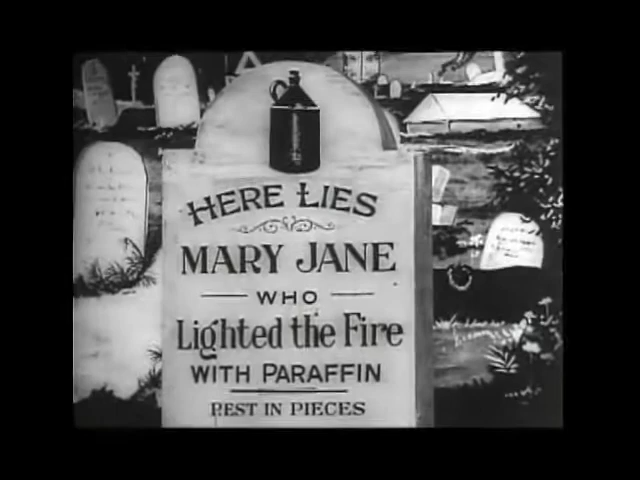 HERE LIES
MARY JANE
WHO
Lighted the Fire
WITH PARAFFIN
REST IN PIECES